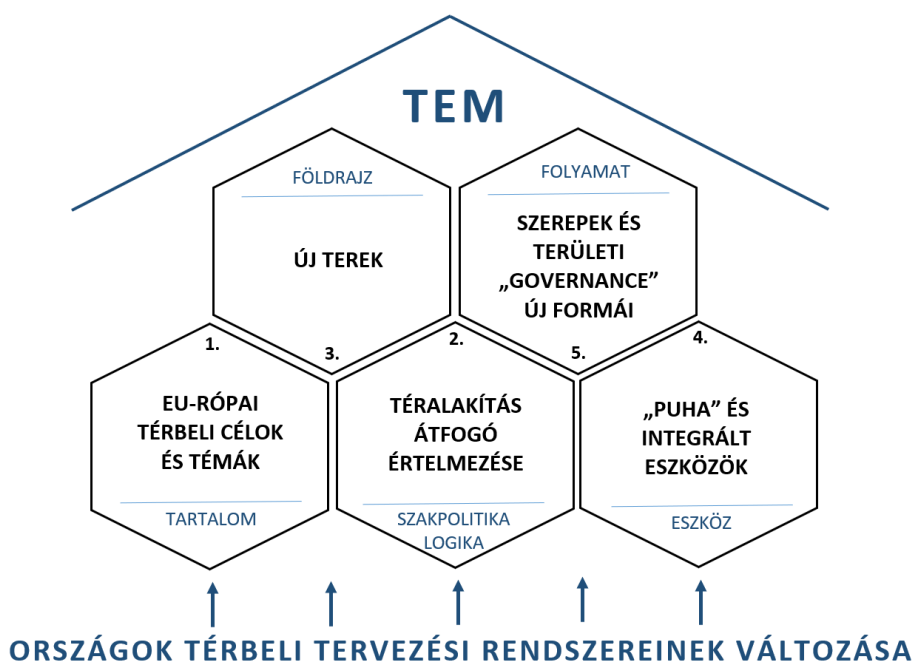 TEM
FÖLDRAJZ
ÚJ TEREK
3.
FOLYAMAT
SZEREPEK ÉS
TERÜLETI
„GOVERNANCE”
ÚJ FORMÁI
5.
1.
EU-RÓPAI
TÉRBELI CÉLOK
ÉS TÉMÁK
TARTALOM
2.
TÉRALAKÍTÁS
ÁTFOGÓ
ÉRTELMEZÉSE
SZAKPOLITIKA
LOGIKA
4.
„PUHA” ÉS
INTEGRÁLT
ESZKÖZÖK
ESZKÖZ
ORSZÁGOK TÉRBELI TERVEZÉSI RENDSZEREINEK VÁLTOZÁSA